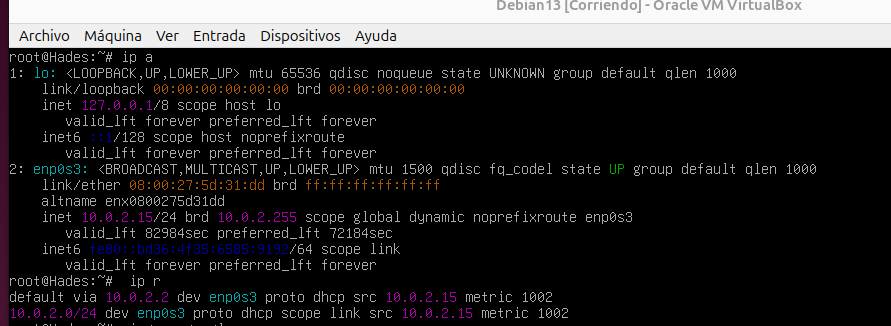 Debian13 [Corriendo] - Oracle VM VirtualBox
Archivo Máquina Ver Entrada Dispositivos Ayuda
root@Hades:~# ip a
1: lo: <LOOPBACK,UP,LOWER_UP> mtu 65536 qdisc noqueue state UNKNOWN group default qlen 1000
link/loopback 00:00:00:00:00:00 brd 00:00:00:00:00:00
inet 127.0.0.1/8 scope host lo
valid_lft forever preferred_lft forever
inet6 ::1/128 scope host noprefixroute
valid_lft forever preferred_lft forever
2: enp0s3: <BROADCAST,MULTICAST,UP,LOWER_UP> mtu 1500 qdisc fq_codel state UP group default qlen 1000
link/ether 08:00:27:5d:31:dd brd ff:ff:ff:ff:ff:ff
altname enx0800275d31dd
inet 10.0.2.15/24 brd 10.0.2.255 scope global dynamic noprefixroute enp0s3
valid_lft 82984sec preferred_lft 72184sec
inet6 /64 scope link
valid_lft forever preferred_lft forever
root@Hades:~# ip r
default via 10.0.2.2 dev enp0s3 proto dhcp src 10.0.2.15 metric 1002
10.0.2.0/24 dev enp0s3 proto dhcp scope link src 10.0.2.15 metric 1002